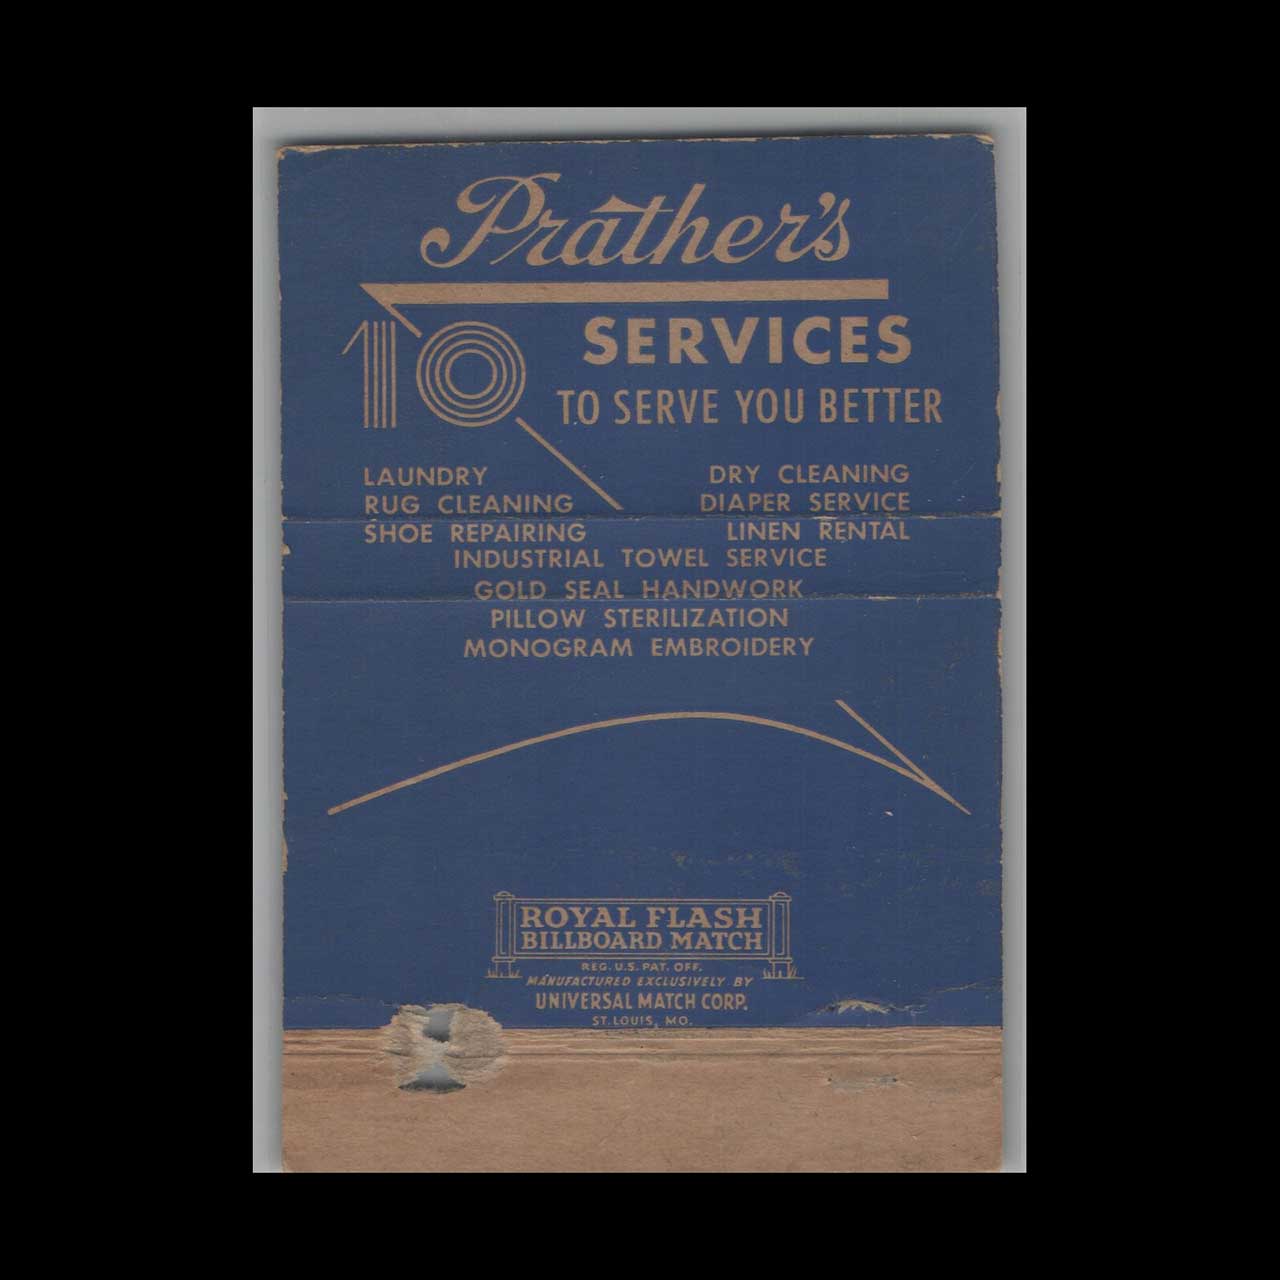 Prather's
10 SERVICES
TO SERVE YOU BETTER
LAUNDRY DRY CLEANING
RUG CLEANING DIAPER SERVICE
SHOE REPAIRING LINEN RENTAL
INDUSTRIAL TOWEL SERVICE
GOLD SEAL HANDWORK
PILLOW STERILIZATION
MONOGRAM EMBROIDERY
ROYAL FLASH
BILLBOARD MATCH
REG. U.S. PAT. OFF.
MANUFACTURED EXCLUSIVELY BY
UNIVERSAL MATCH CORP.
ST. LOUIS, MO.